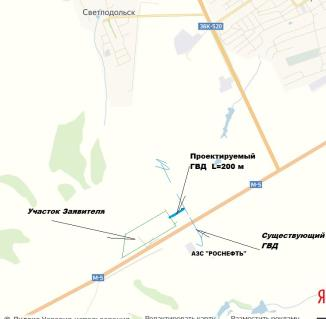 Светлодольск
36К-520
Проектируемый
ГВД L=200 м
М-5
Участок Заявителя
Существующий
ГВД
АЗС "РОСНЕФТЬ"
М-5
Я